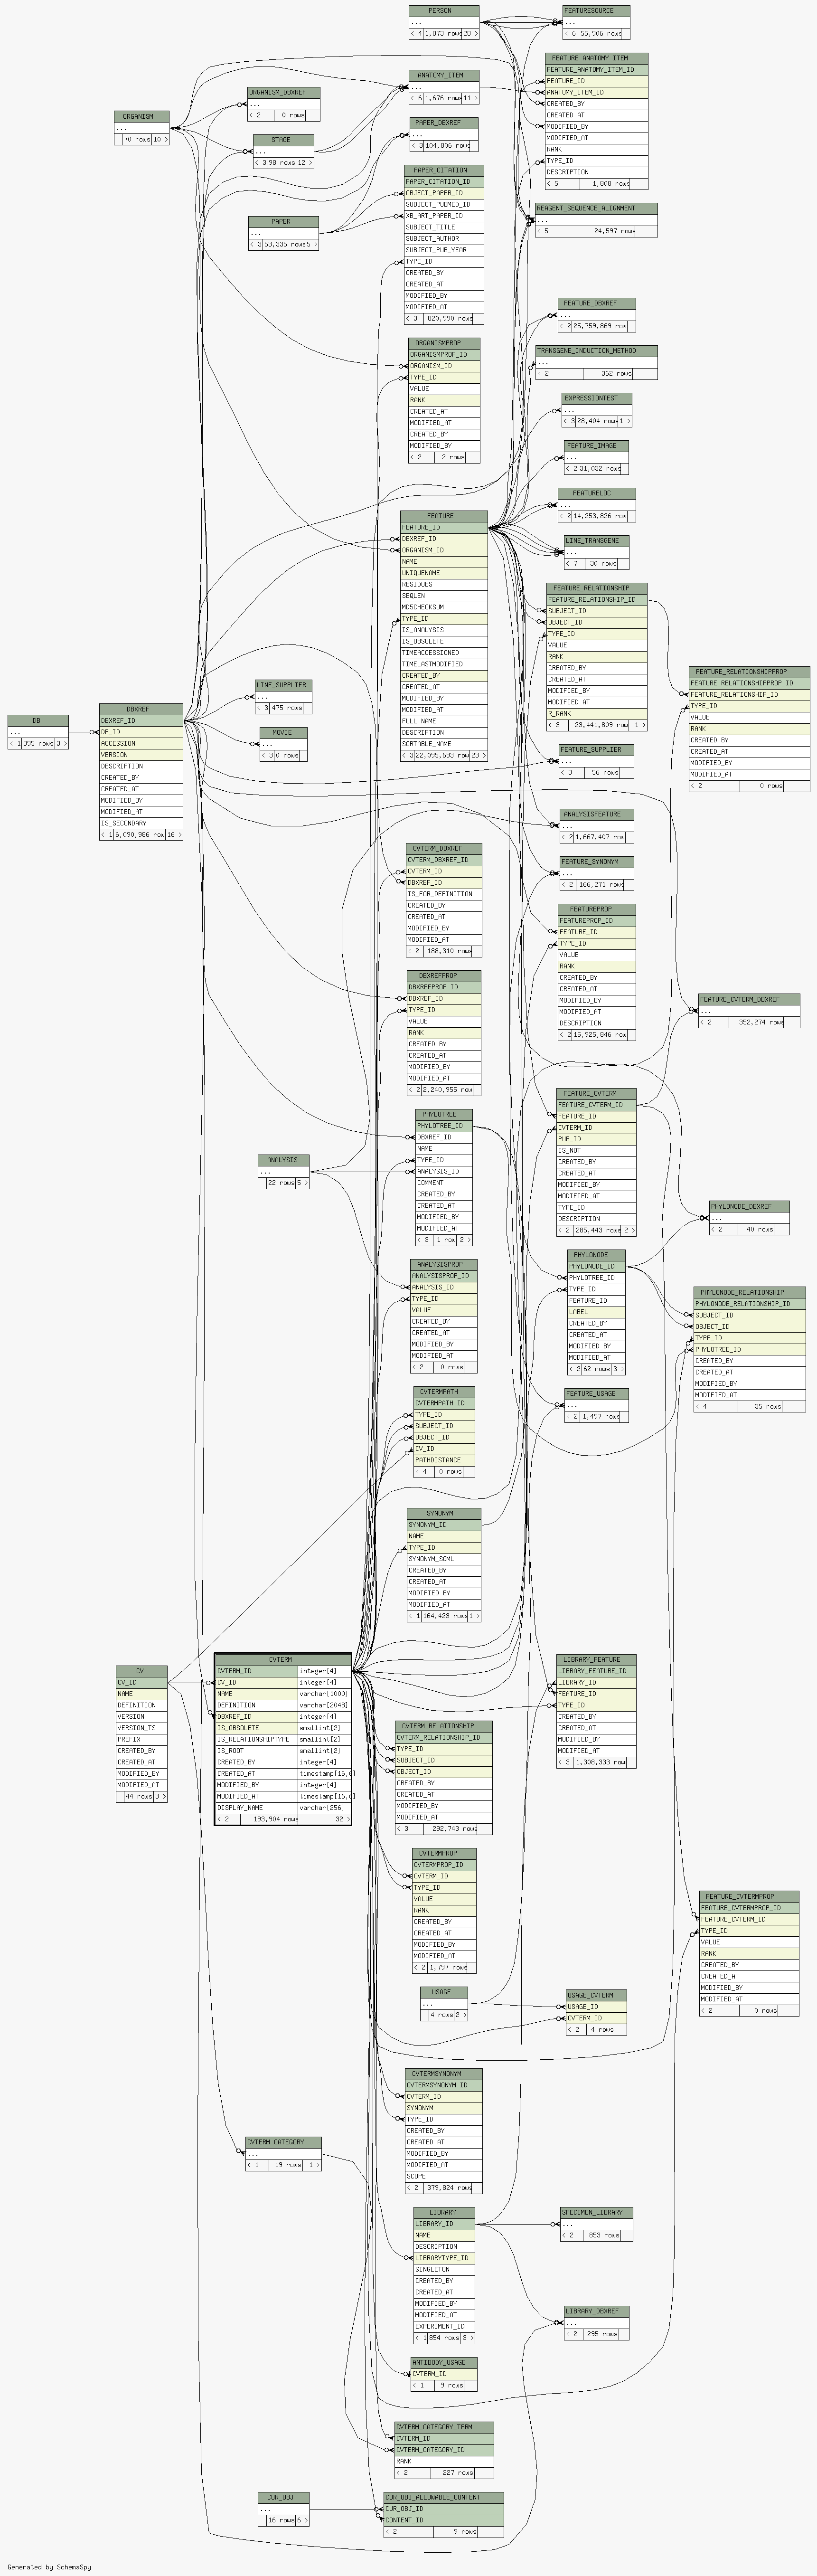 PERSON
...
< 4 1,873 rows 28 >
FEATURESOURCE
...
< 6 55,906 rows
FEATURE_ANATOMY_ITEM
FEATURE_ANATOMY_ITEM_ID
FEATURE_ID
ANATOMY_ITEM_ID
CREATED_BY
CREATED_AT
MODIFIED_BY
MODIFIED_AT
RANK
TYPE_ID
DESCRIPTION
< 5 1,808 rows
ANATOMY_ITEM
...
< 6 1,676 rows 11 >
ORGANISM_DBXREF
...
< 2 0 rows
ORGANISM
...
70 rows 10 >
STAGE
...
< 3 98 rows 12 >
PAPER_DBXREF
...
< 3 104,806 rows
PAPER_CITATION
PAPER_CITATION_ID
OBJECT_PAPER_ID
SUBJECT_PUBMED_ID
XB_ART_PAPER_ID
SUBJECT_TITLE
SUBJECT_AUTHOR
SUBJECT_PUB_YEAR
TYPE_ID
CREATED_BY
CREATED_AT
MODIFIED_BY
MODIFIED_AT
< 3 820,990 rows
PAPER
...
< 3 53,335 rows 5 >
REAGENT_SEQUENCE_ALIGNMENT
...
< 5 24,597 rows
FEATURE_DBXREF
...
< 2 25,759,869 row
ORGANISMPROP
ORGANISMPROP_ID
ORGANISM_ID
TYPE_ID
VALUE
RANK
CREATED_AT
MODIFIED_AT
CREATED_BY
MODIFIED_BY
< 2 2 rows
TRANSGENE_INDUCTION_METHOD
...
< 2 362 rows
EXPRESSIONTEST
...
< 3 28,404 rows 1 >
FEATURE_IMAGE
...
< 2 31,032 rows
FEATURELOC
...
< 2 14,253,826 row
LINE_TRANSGENE
...
< 7 30 rows
FEATURE
FEATURE_ID
DBXREF_ID
ORGANISM_ID
NAME
UNIQUENAME
RESIDUES
SEQLEN
MD5CHECKSUM
TYPE_ID
IS_ANALYSIS
IS_OBSOLETE
TIMEACCESSIONED
TIMELASTMODIFIED
CREATED_BY
CREATED_AT
MODIFIED_BY
MODIFIED_AT
FULL_NAME
DESCRIPTION
SORTABLE_NAME
< 3 22,095,693 row 23 >
FEATURE_RELATIONSHIP
FEATURE_RELATIONSHIP_ID
SUBJECT_ID
OBJECT_ID
TYPE_ID
VALUE
RANK
CREATED_BY
CREATED_AT
MODIFIED_BY
MODIFIED_AT
R_RANK
< 3 23,441,809 row 1 >
FEATURE_RELATIONSHIPPROP
FEATURE_RELATIONSHIPPROP_ID
FEATURE_RELATIONSHIP_ID
TYPE_ID
VALUE
RANK
CREATED_BY
CREATED_AT
MODIFIED_BY
MODIFIED_AT
< 2 0 rows
LINE_SUPPLIER
...
< 3 475 rows
MOVIE
...
< 3 0 rows
DB
...
< 1 395 rows 3 >
DBXREF
DBXREF_ID
DB_ID
ACCESSION
VERSION
DESCRIPTION
CREATED_BY
CREATED_AT
MODIFIED_BY
MODIFIED_AT
IS_SECONDARY
< 1 6,090,986 row 16 >
FEATURE_SUPPLIER
...
< 3 56 rows
ANALYSISFEATURE
...
< 2 1,667,407 row
FEATURE_SYNONYM
...
< 2 166,271 rows
CVTERM_DBXREF
CVTERM_DBXREF_ID
CVTERM_ID
DBXREF_ID
IS_FOR_DEFINITION
CREATED_BY
CREATED_AT
MODIFIED_BY
MODIFIED_AT
< 2 188,310 rows
FEATUREPROP
FEATUREPROP_ID
FEATURE_ID
TYPE_ID
VALUE
RANK
CREATED_BY
CREATED_AT
MODIFIED_BY
MODIFIED_AT
DESCRIPTION
< 2 15,925,846 row
DBXREFPROP
DBXREFPROP_ID
DBXREF_ID
TYPE_ID
VALUE
RANK
CREATED_BY
CREATED_AT
MODIFIED_BY
MODIFIED_AT
< 2 2,240,955 row
FEATURE_CVTERM_DBXREF
...
< 2 352,274 rows
FEATURE_CVTERM
FEATURE_CVTERM_ID
FEATURE_ID
CVTERM_ID
PUB_ID
IS_NOT
CREATED_BY
CREATED_AT
MODIFIED_BY
MODIFIED_AT
TYPE_ID
DESCRIPTION
< 2 285,443 rows 2 >
PHYLOTREE
PHYLOTREE_ID
DBXREF_ID
NAME
TYPE_ID
ANALYSIS_ID
COMMENT
CREATED_BY
CREATED_AT
MODIFIED_BY
MODIFIED_AT
< 3 1 row 2 >
ANALYSIS
...
22 rows 5 >
PHYLONODE_DBXREF
...
< 2 40 rows
PHYLONODE
PHYLONODE_ID
PHYLOTREE_ID
TYPE_ID
FEATURE_ID
LABEL
CREATED_BY
CREATED_AT
MODIFIED_BY
MODIFIED_AT
< 2 62 rows 3 >
ANALYSISPROP
ANALYSISPROP_ID
ANALYSIS_ID
TYPE_ID
VALUE
CREATED_BY
CREATED_AT
MODIFIED_BY
MODIFIED_AT
< 2 0 rows
PHYLONODE_RELATIONSHIP
PHYLONODE_RELATIONSHIP_ID
SUBJECT_ID
OBJECT_ID
TYPE_ID
PHYLOTREE_ID
CREATED_BY
CREATED_AT
MODIFIED_BY
MODIFIED_AT
< 4 35 rows
CVTERMPATH
CVTERMPATH_ID
TYPE_ID
SUBJECT_ID
OBJECT_ID
CV_ID
PATHDISTANCE
< 4 0 rows
FEATURE_USAGE
...
< 2 1,497 rows
SYNONYM
SYNONYM_ID
NAME
TYPE_ID
SYNONYM_SGML
CREATED_BY
CREATED_AT
MODIFIED_BY
MODIFIED_AT
< 1 164,423 rows 1 >
CV
CV_ID
NAME
DEFINITION
VERSION
VERSION_TS
PREFIX
CREATED_BY
CREATED_AT
MODIFIED_BY
MODIFIED_AT
44 rows 3 >
CVTERM
CVTERM_ID integer[4]
CV_ID integer[4]
NAME varchar[1000]
DEFINITION varchar[2048]
DBXREF_ID integer[4]
IS_OBSOLETE smallint[2]
IS_RELATIONSHIPTYPE smallint[2]
IS_ROOT smallint[2]
CREATED_BY integer[4]
CREATED_AT timestamp[16,6]
MODIFIED_BY integer[4]
MODIFIED_AT timestamp[16,6]
DISPLAY_NAME varchar[256]
< 2 193,904 rows 32 >
LIBRARY_FEATURE
LIBRARY_FEATURE_ID
LIBRARY_ID
FEATURE_ID
TYPE_ID
CREATED_BY
CREATED_AT
MODIFIED_BY
MODIFIED_AT
< 3 1,308,333 row
CVTERM_RELATIONSHIP
CVTERM_RELATIONSHIP_ID
TYPE_ID
SUBJECT_ID
OBJECT_ID
CREATED_BY
CREATED_AT
MODIFIED_BY
MODIFIED_AT
< 3 292,743 rows
CVTERMPROP
CVTERMPROP_ID
CVTERM_ID
TYPE_ID
VALUE
RANK
CREATED_BY
CREATED_AT
MODIFIED_BY
MODIFIED_AT
< 2 1,797 rows
FEATURE_CVTERMPROP
FEATURE_CVTERMPROP_ID
FEATURE_CVTERM_ID
TYPE_ID
VALUE
RANK
CREATED_BY
CREATED_AT
MODIFIED_BY
MODIFIED_AT
< 2 0 rows
USAGE
...
4 rows 2 >
USAGE_CVTERM
USAGE_ID
CVTERM_ID
< 2 4 rows
CVTERMSYNONYM
CVTERMSYNONYM_ID
CVTERM_ID
SYNONYM
TYPE_ID
CREATED_BY
CREATED_AT
MODIFIED_BY
MODIFIED_AT
SCOPE
< 2 379,824 rows
CVTERM_CATEGORY
...
< 1 19 rows 1 >
LIBRARY
LIBRARY_ID
NAME
DESCRIPTION
LIBRARYTYPE_ID
SINGLETON
CREATED_BY
CREATED_AT
MODIFIED_BY
MODIFIED_AT
EXPERIMENT_ID
< 1 854 rows 3 >
SPECIMEN_LIBRARY
...
< 2 853 rows
LIBRARY_DBXREF
...
< 2 295 rows
ANTIBODY_USAGE
CVTERM_ID
< 1 9 rows
CVTERM_CATEGORY_TERM
CVTERM_ID
CVTERM_CATEGORY_ID
RANK
< 2 227 rows
CUR_OBJ
...
16 rows 6 >
CUR_OBJ_ALLOWABLE_CONTENT
CUR_OBJ_ID
CONTENT_ID
< 2 9 rows
Generated by SchemaSpy